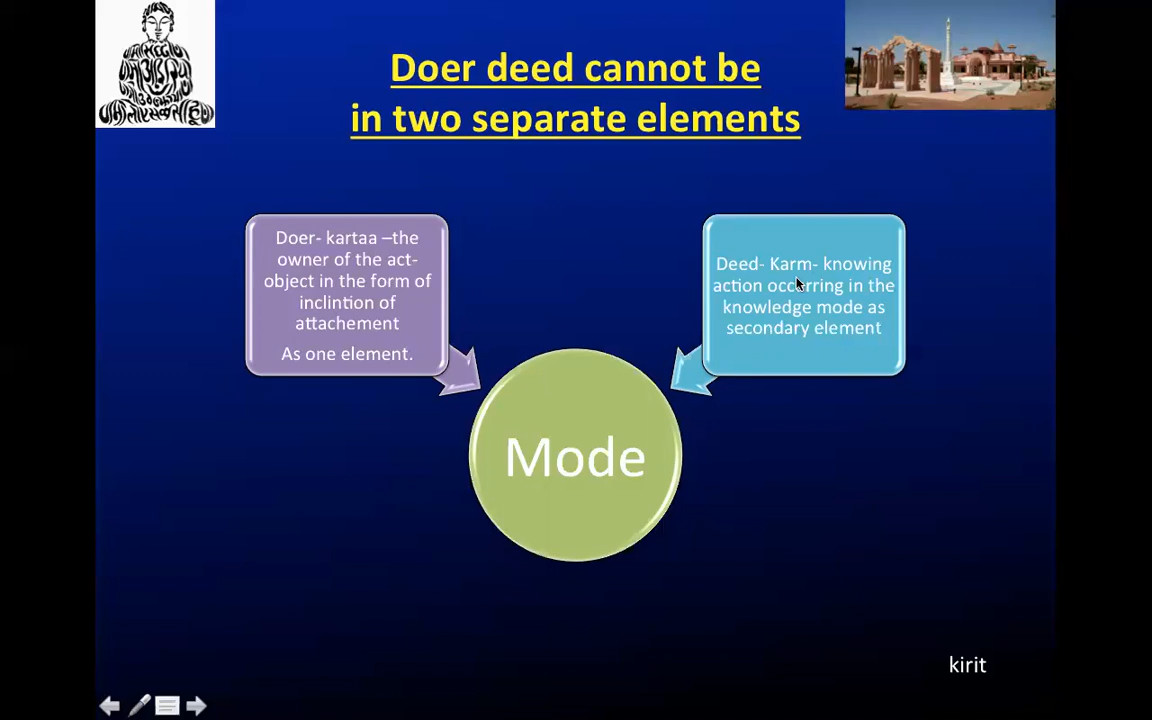 Doer deed cannot be
in two separate elements
Doer- kartaa –the
owner of the act-
object in the form of
inclintion of
attachement
As one element.
Deed- Karm- knowing
action occurring in the
knowledge mode as
secondary element
Mode
kirit